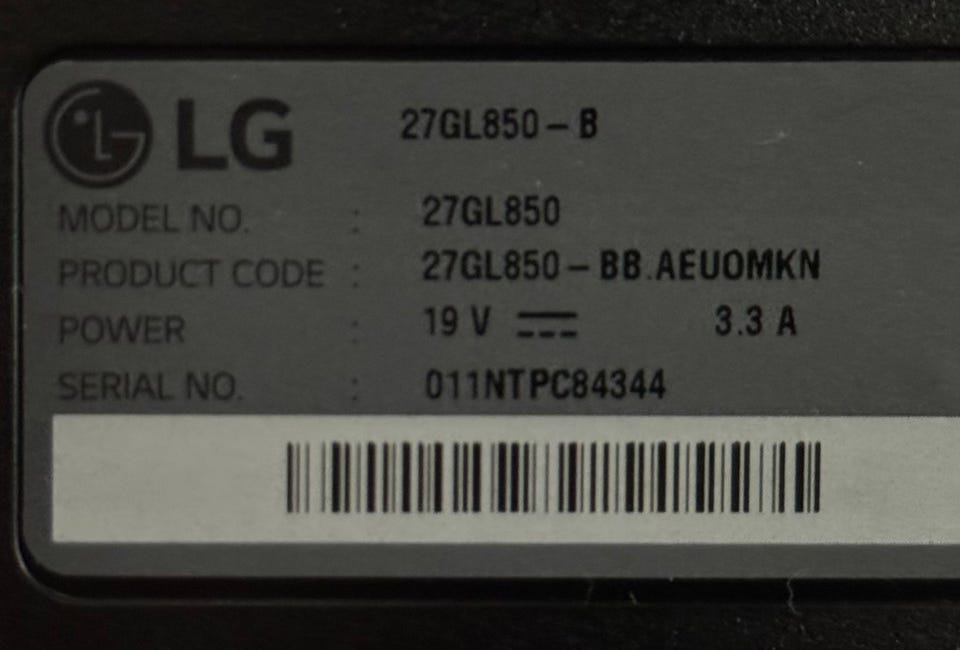 LG 27GL850-B
MODEL NO. : 27GL850
PRODUCT CODE : 27GL850-BB.AEUOMKN
POWER : 19 V ⎓ 3.3 A
SERIAL NO. : 011NTPC84344